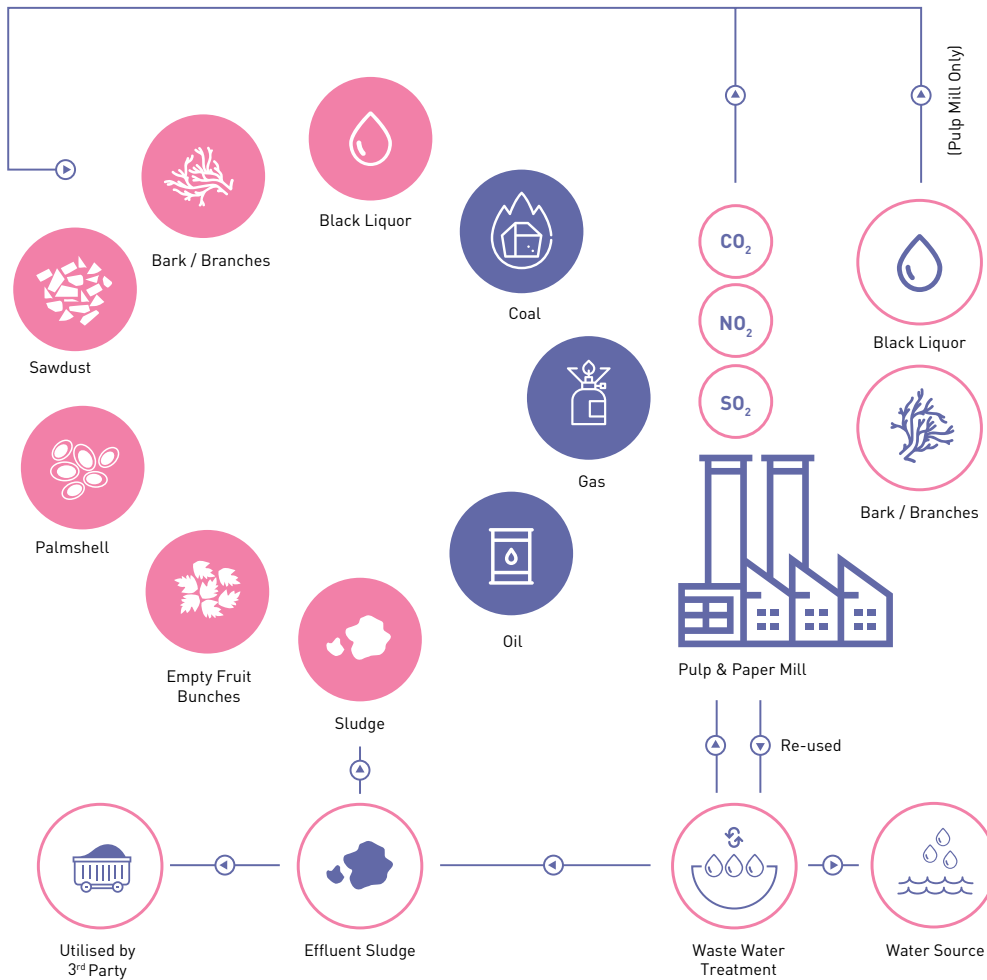 (Pulp Mill Only)
Black Liquor
Bark / Branches
Coal
Sawdust
Palmshell
Gas
Empty Fruit
Bunches
Sludge
Oil
CO₂
NO₂
SO₂
Black Liquor
Bark / Branches
Pulp & Paper Mill
Re-used
Utilised by
3rd Party
Effluent Sludge
Waste Water
Treatment
Water Source